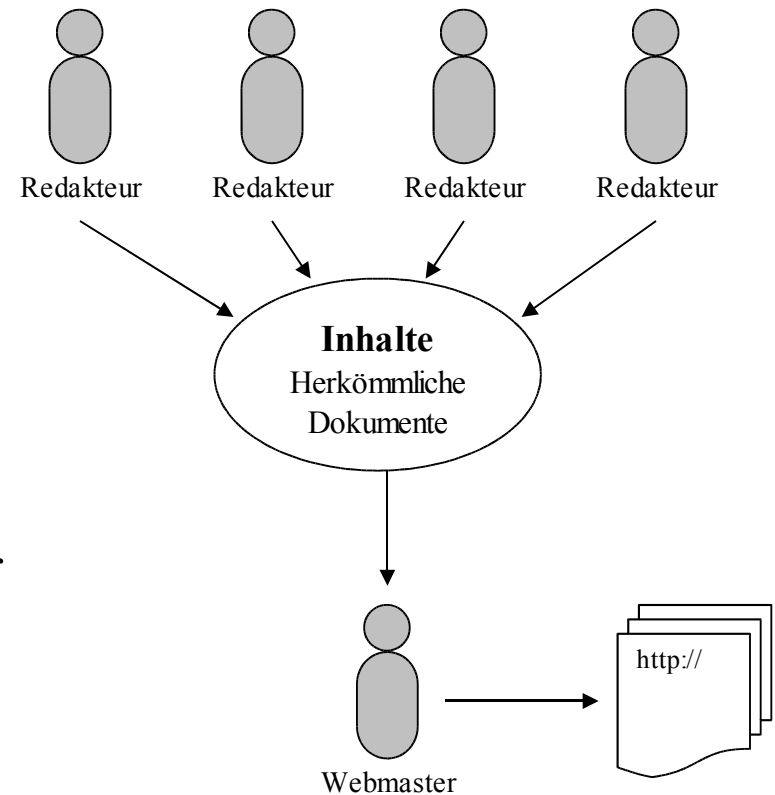 Redakteur Redakteur Redakteur Redakteur
Inhalte
Herkömmliche
Dokumente
.
http://
Webmaster